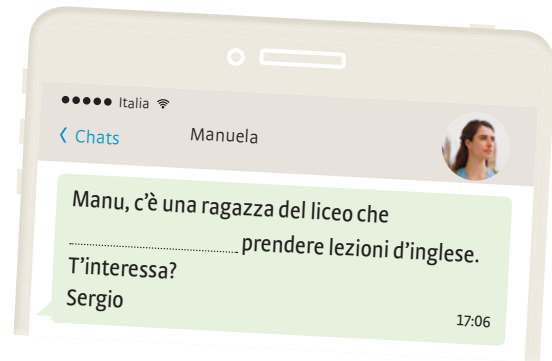 Italia
Chats
Manuela
Manu, c'è una ragazza del liceo che
........................................ prendere lezioni d'inglese.
T'interessa?
Sergio
17:06